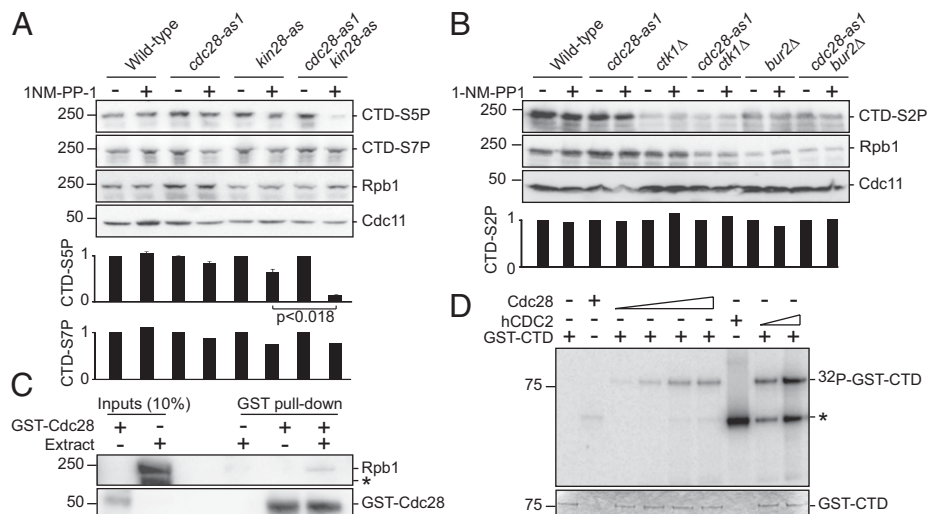 A
Wild-type cdc28-as1 kin28-as cdc28-as1 kin28-as
1NM-PP-1 - + - + - + - +
250 CTD-S5P
250 CTD-S7P
250 Rpb1
50 Cdc11
CTD-S5P 1 0
p<0.018
CTD-S7P 1 0
B
Wild-type cdc28-as1 ctk1Δ cdc28-as1 ctk1Δ bur2Δ cdc28-as1 bur2Δ
1-NM-PP1 - + - + - + - + - + - +
250 CTD-S2P
250 Rpb1
50 Cdc11
CTD-S2P 1 0
C
Inputs (10%) GST pull-down
GST-Cdc28 + - - + +
Extract - + + - +
250 Rpb1
*
50 GST-Cdc28
D
Cdc28 - + - - -
hCDC2 - - + - -
GST-CTD + - + + + + - + +
75 32P-GST-CTD
*
75 GST-CTD